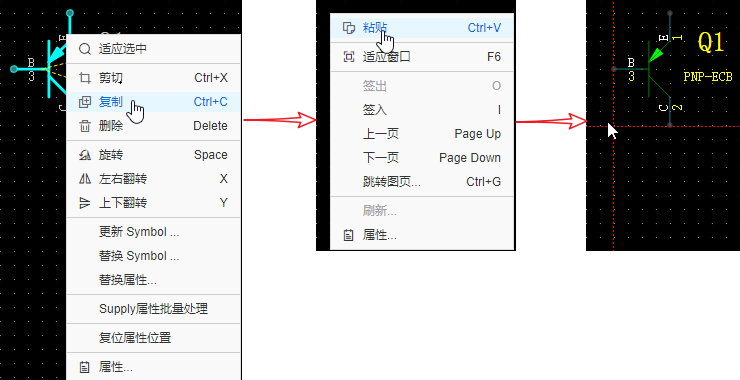 E
B
3
C
适应选中
剪切 Ctrl+X
复制 Ctrl+C
删除 Delete
旋转 Space
左右翻转 X
上下翻转 Y
更新 Symbol ...
替换 Symbol ...
替换属性...
Supply属性批量处理
复位属性位置
属性...
粘贴 Ctrl+V
适应窗口 F6
签出 O
签入 I
上一页 Page Up
下一页 Page Down
跳转图页... Ctrl+G
刷新...
属性...
E 1
Q1
B
3
PNP-ECB
C 2